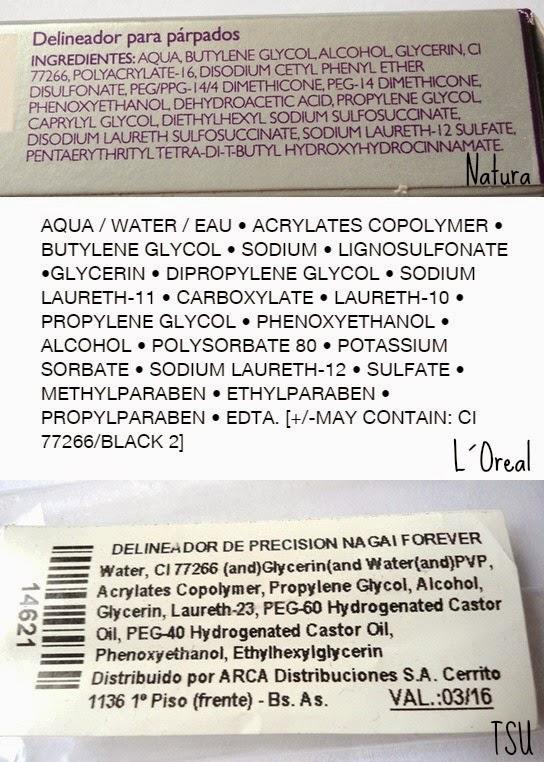 Delineador para párpados
INGREDIENTES: AQUA, BUTYLENE GLYCOL, ALCOHOL, GLYCERIN, CI
77266, POLYACRYLATE-16, DISODIUM CETYL PHENYL ETHER
DISULFONATE, PEG/PPG-14/4 DIMETHICONE, PEG-14 DIMETHICONE,
PHENOXYETHANOL, DEHYDROACETIC ACID, PROPYLENE GLYCOL,
CAPRYLYL GLYCOL, DIETHYLHEXYL SODIUM SULFOSUCCINATE,
DISODIUM LAURETH SULFOSUCCINATE, SODIUM LAURETH-12 SULFATE,
PENTAERYTHRITYL TETRA-DI-T-BUTYL HYDROXYHYDROCINNAMATE.
Natura
AQUA / WATER / EAU • ACRYLATES COPOLYMER •
BUTYLENE GLYCOL • SODIUM • LIGNOSULFONATE
•GLYCERIN • DIPROPYLENE GLYCOL • SODIUM
LAURETH-11 • CARBOXYLATE • LAURETH-10 •
PROPYLENE GLYCOL • PHENOXYETHANOL •
ALCOHOL • POLYSORBATE 80 • POTASSIUM
SORBATE • SODIUM LAURETH-12 • SULFATE •
METHYLPARABEN • ETHYLPARABEN •
PROPYLPARABEN • EDTA. [+/-MAY CONTAIN: CI
77266/BLACK 2]
L´Oreal
DELINEADOR DE PRECISION NAGAI FOREVER
Water, CI 77266 (and)Glycerin(and Water(and)PVP,
Acrylates Copolymer, Propylene Glycol, Alcohol,
Glycerin, Laureth-23, PEG-60 Hydrogenated Castor
Oil, PEG-40 Hydrogenated Castor Oil,
Phenoxyethanol, Ethylhexylglycerin
Distribuido por ARCA Distribuciones S.A. Cerrito
1136 1º Piso (frente) - Bs. As. VAL.:03/16
14621
TSU